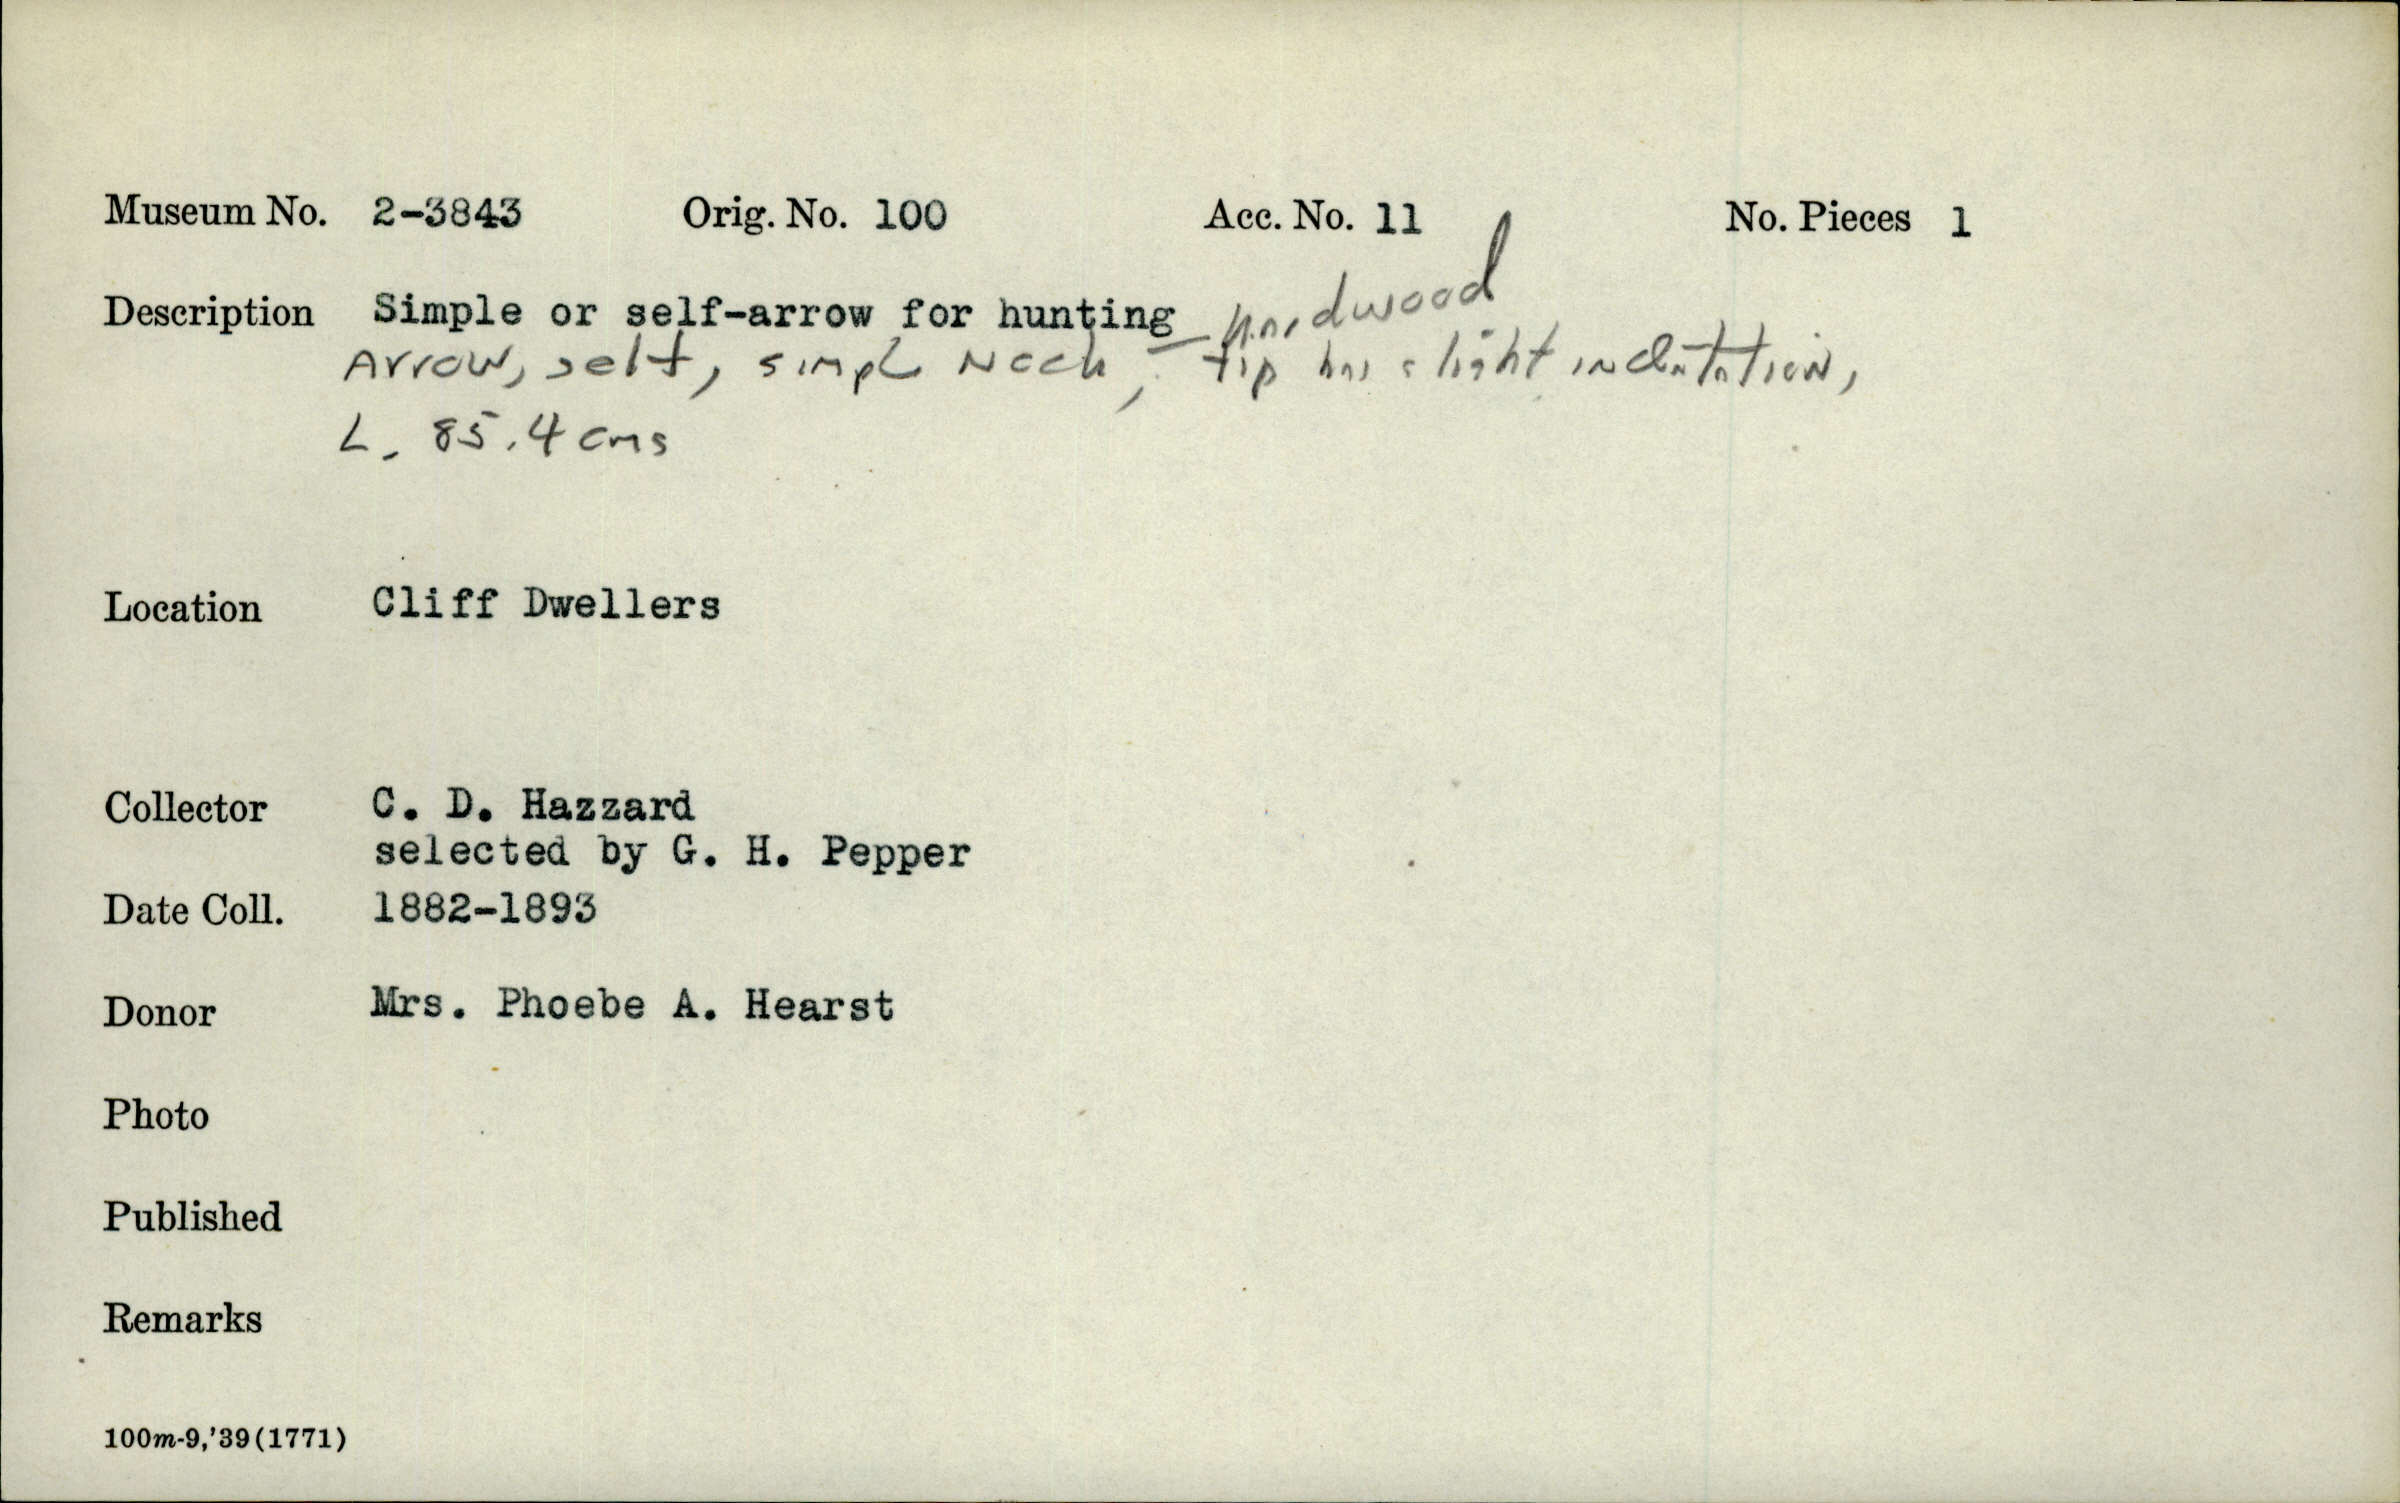 Museum No. 2-3843 Orig. No. 100 Acc. No. 11 No. Pieces 1
Description Simple or self-arrow for hunting - hardwood
Arrow, self, simple nock, tip has slight indentation,
L. 85.4 cms
Location Cliff Dwellers
Collector C. D. Hazzard
selected by G. H. Pepper
Date Coll. 1882-1893
Donor Mrs. Phoebe A. Hearst
Photo
Published
Remarks
100m-9,'39(1771)